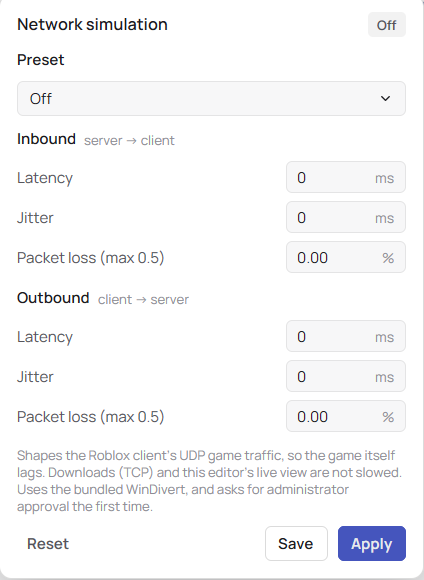 Network simulation Off
Preset
Off
Inbound server → client
Latency 0 ms
Jitter 0 ms
Packet loss (max 0.5) 0.00 %
Outbound client → server
Latency 0 ms
Jitter 0 ms
Packet loss (max 0.5) 0.00 %
Shapes the Roblox client's UDP game traffic, so the game itself
lags. Downloads (TCP) and this editor's live view are not slowed.
Uses the bundled WinDivert, and asks for administrator
approval the first time.
Reset Save Apply